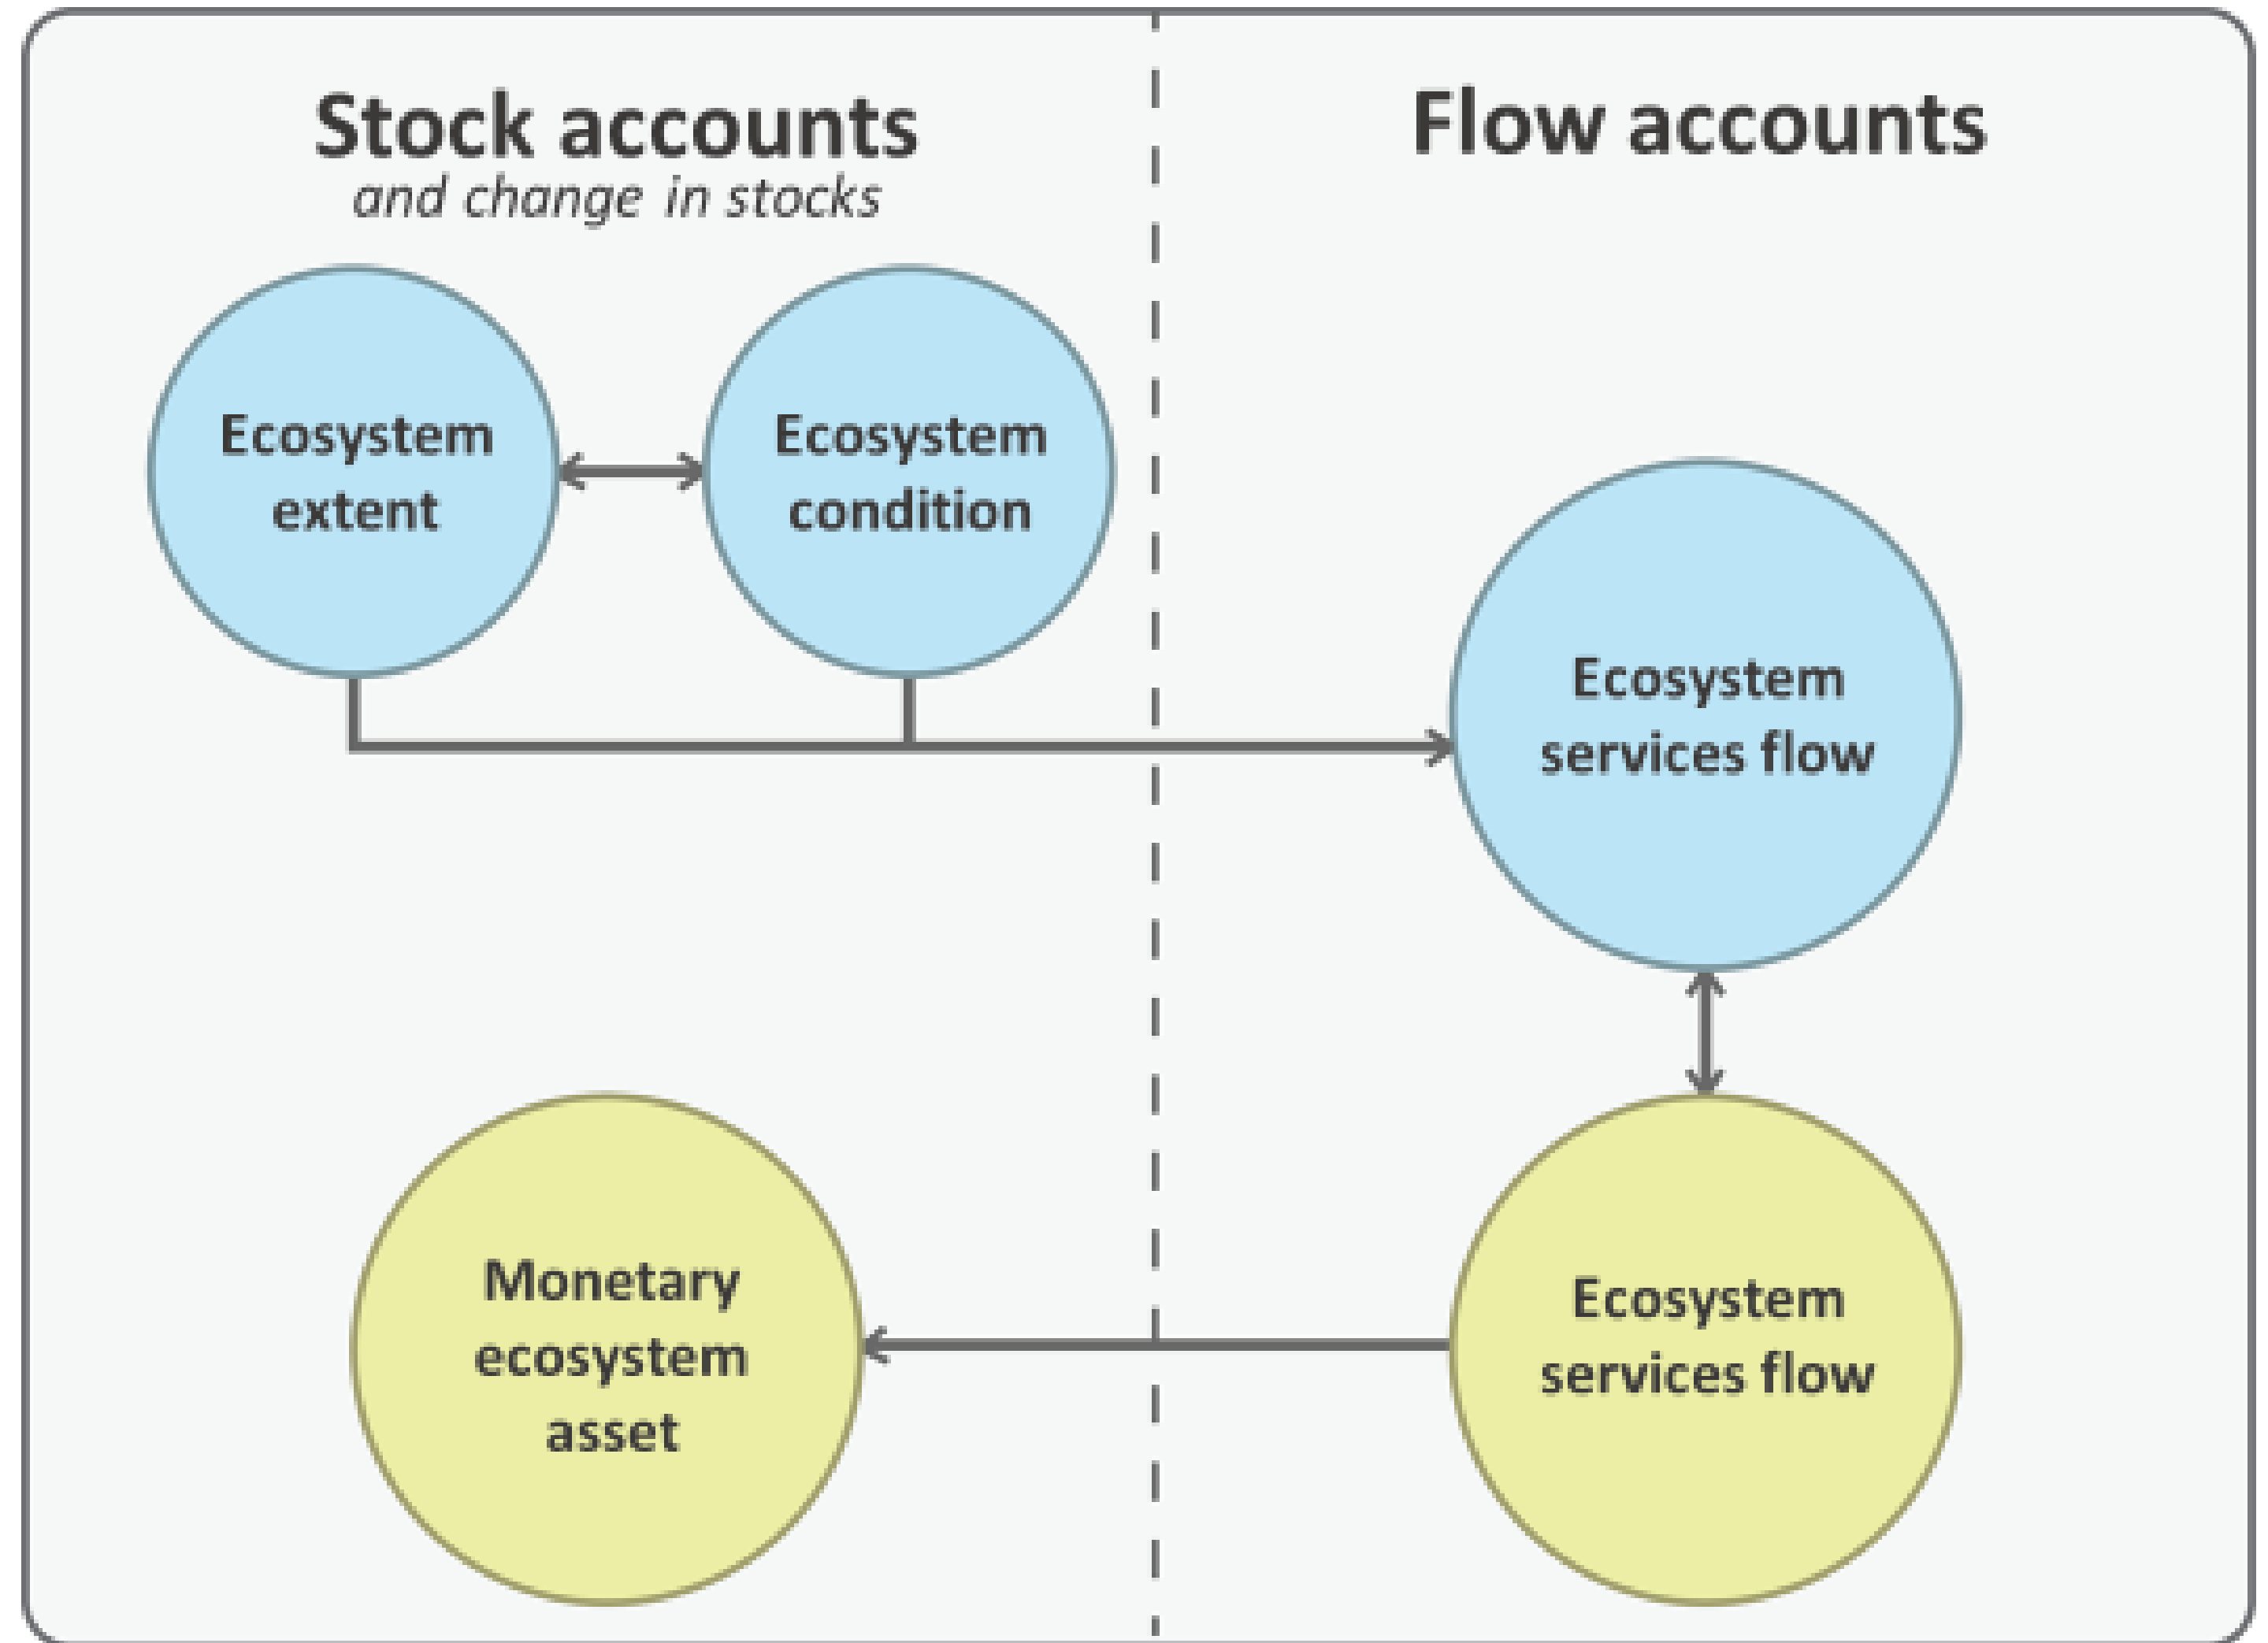 Stock accounts
and change in stocks
Flow accounts
Ecosystem
extent
Ecosystem
condition
Ecosystem
services flow
Monetary
ecosystem
asset
Ecosystem
services flow